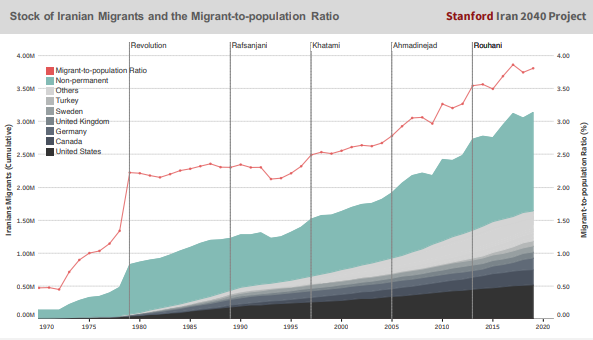 Stock of Iranian Migrants and the Migrant-to-population Ratio
Stanford Iran 2040 Project
Revolution
Rafsanjani
Khatami
Ahmadinejad
Rouhani
4.00M
3.50M
3.00M
2.50M
2.00M
1.50M
1.00M
0.50M
0.00M
Iranians Migrants (Cumulative)
Migrant-to-population Ratio
Non-permanent
Others
Turkey
Sweden
United Kingdom
Germany
Canada
United States
4.00
3.50
3.00
2.50
2.00
1.50
1.00
0.50
0.00
Migrant-to-population Ratio (%)
1970 1975 1980 1985 1990 1995 2000 2005 2010 2015 2020